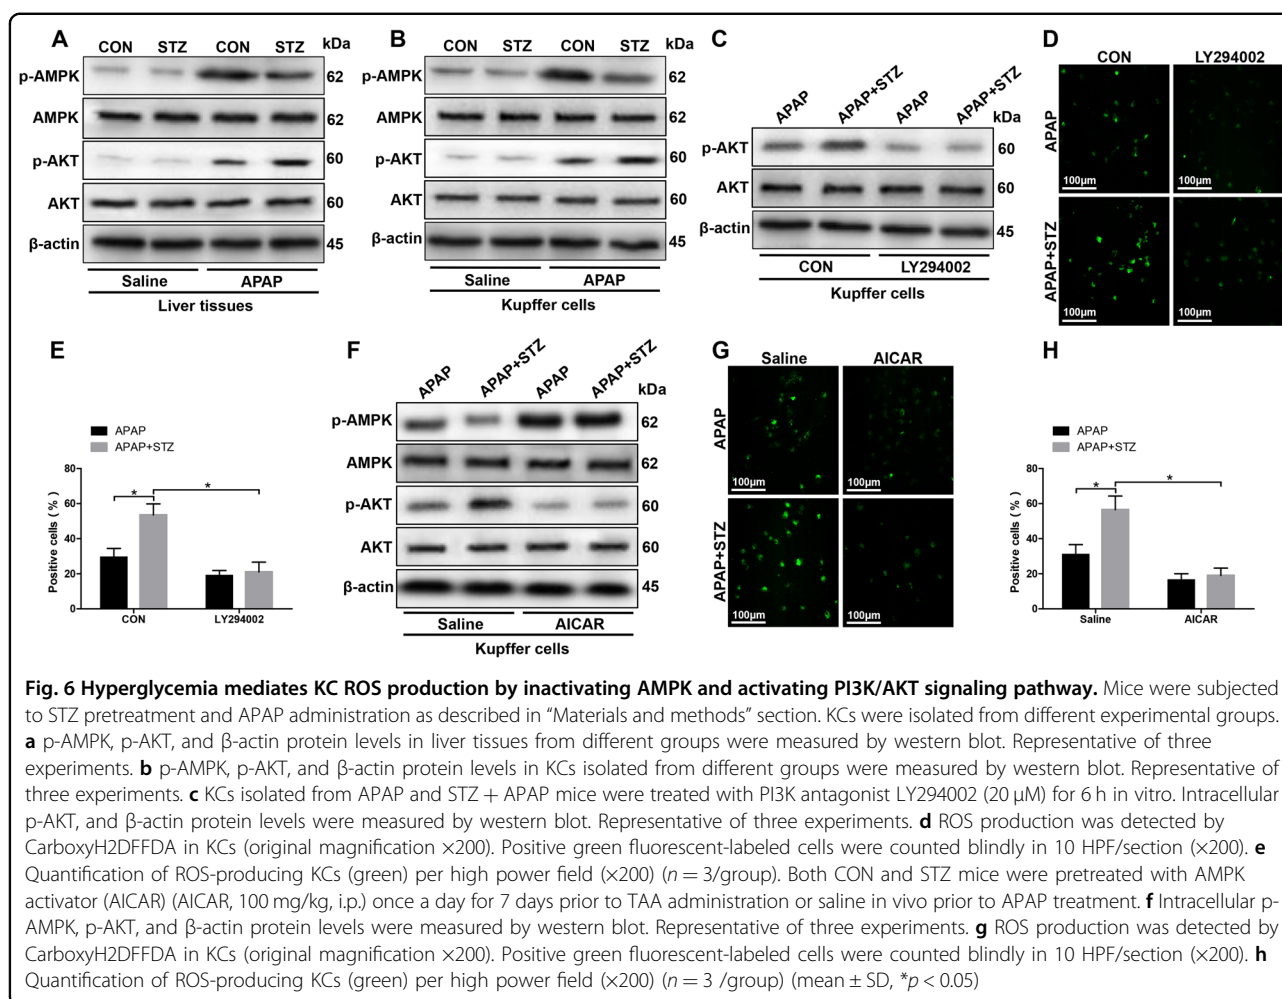 A
CON STZ CON STZ kDa
p-AMPK 62
AMPK 62
p-AKT 60
AKT 60
β-actin 45
Saline APAP
Liver tissues
B
CON STZ CON STZ kDa
p-AMPK 62
AMPK 62
p-AKT 60
AKT 60
β-actin 45
Saline APAP
Kupffer cells
C
APAP APAP+STZ APAP APAP+STZ kDa
p-AKT 60
AKT 60
β-actin 45
CON LY294002
Kupffer cells
D
CON LY294002
APAP
100μm 100μm
APAP+STZ
100μm 100μm
E
APAP
APAP+STZ
Positive cells ( % )
80
60
40
20
0
* *
CON LY294002
F
APAP APAP+STZ APAP APAP+STZ kDa
p-AMPK 62
AMPK 62
p-AKT 60
AKT 60
β-actin 45
Saline AICAR
Kupffer cells
G
Saline AICAR
APAP
100μm 100μm
APAP+STZ
100μm 100μm
H
APAP
APAP+STZ
Positive cells ( % )
80
60
40
20
0
* *
Saline AICAR
Fig. 6 Hyperglycemia mediates KC ROS production by inactivating AMPK and activating PI3K/AKT signaling pathway. Mice were subjected
to STZ pretreatment and APAP administration as described in “Materials and methods” section. KCs were isolated from different experimental groups.
a p-AMPK, p-AKT, and β-actin protein levels in liver tissues from different groups were measured by western blot. Representative of three
experiments. b p-AMPK, p-AKT, and β-actin protein levels in KCs isolated from different groups were measured by western blot. Representative of
three experiments. c KCs isolated from APAP and STZ + APAP mice were treated with PI3K antagonist LY294002 (20 μM) for 6 h in vitro. Intracellular
p-AKT, and β-actin protein levels were measured by western blot. Representative of three experiments. d ROS production was detected by
CarboxyH2DFFDA in KCs (original magnification ×200). Positive green fluorescent-labeled cells were counted blindly in 10 HPF/section (×200). e
Quantification of ROS-producing KCs (green) per high power field (×200) (n = 3/group). Both CON and STZ mice were pretreated with AMPK
activator (AICAR) (AICAR, 100 mg/kg, i.p.) once a day for 7 days prior to TAA administration or saline in vivo prior to APAP treatment. f Intracellular p-
AMPK, p-AKT, and β-actin protein levels were measured by western blot. Representative of three experiments. g ROS production was detected by
CarboxyH2DFFDA in KCs (original magnification ×200). Positive green fluorescent-labeled cells were counted blindly in 10 HPF/section (×200). h
Quantification of ROS-producing KCs (green) per high power field (×200) (n = 3 /group) (mean ± SD, *p < 0.05)